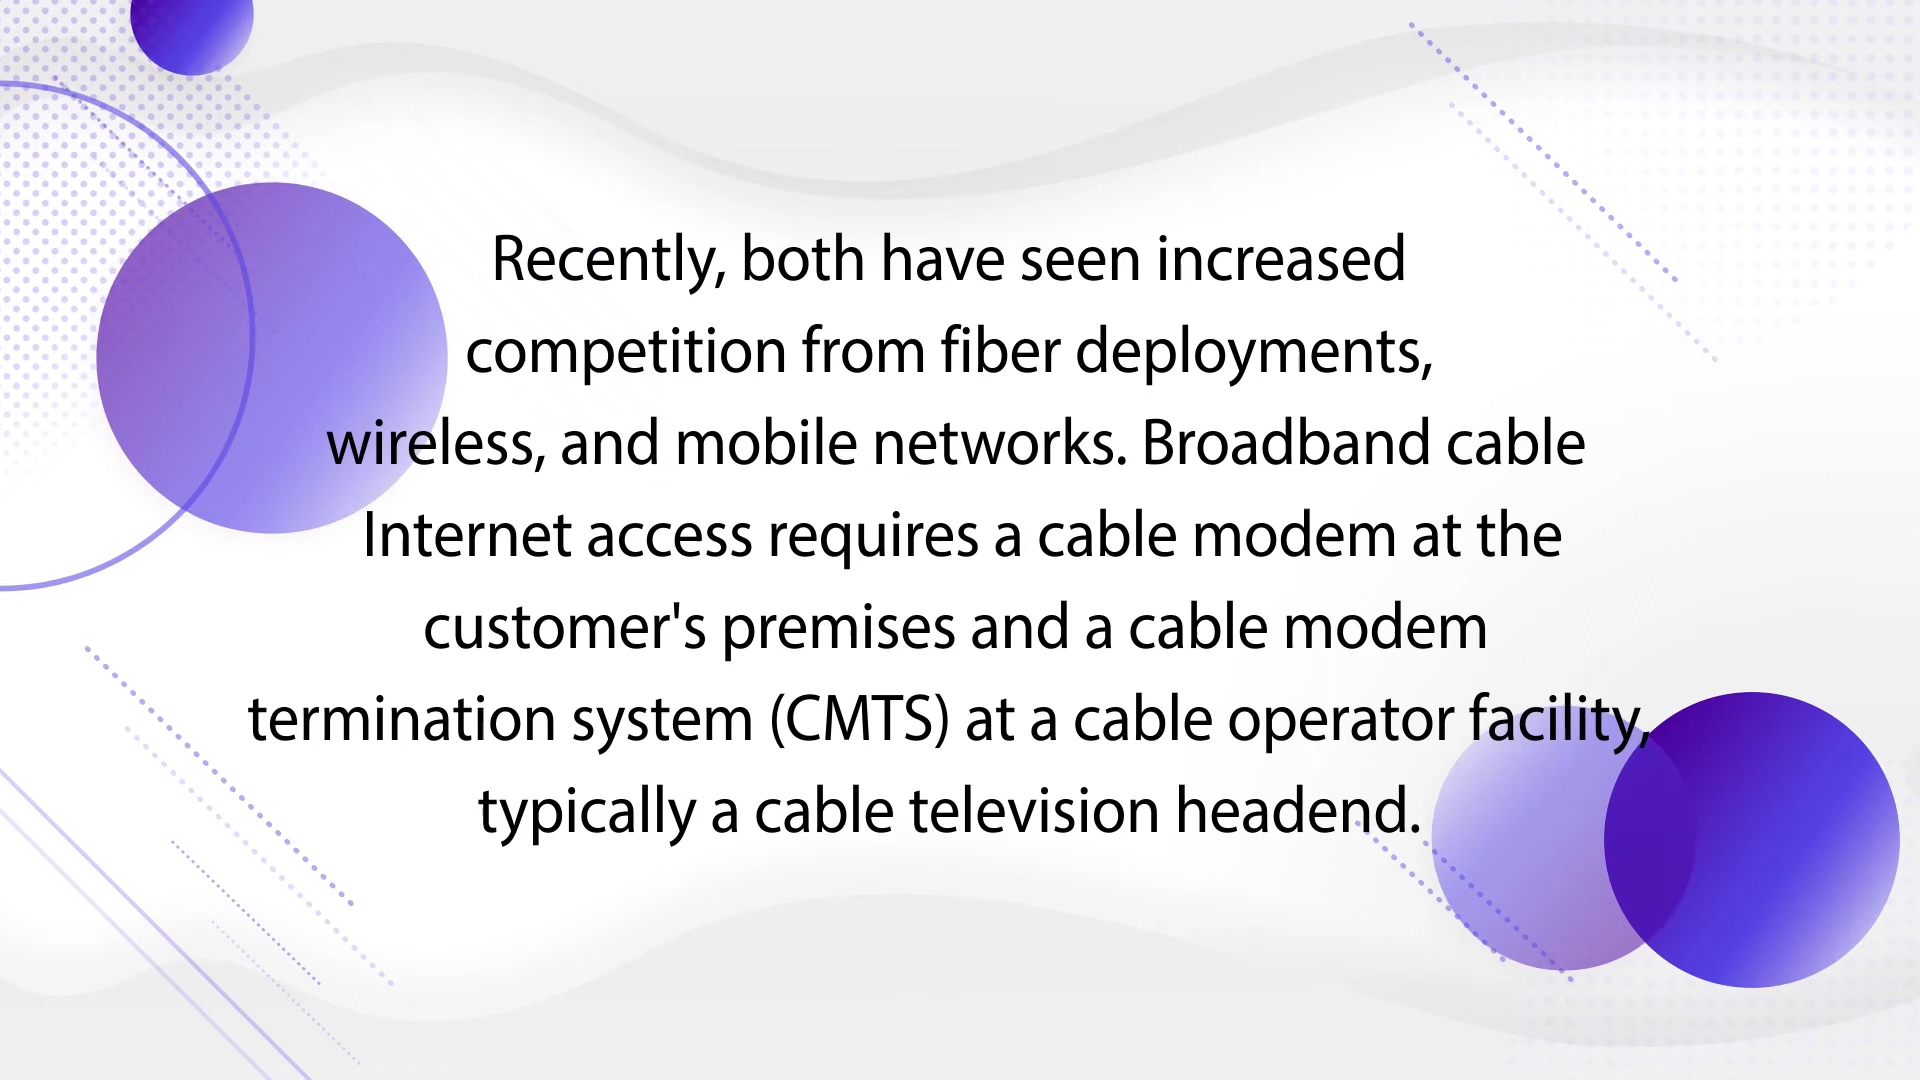 Recently, both have seen increased
competition from fiber deployments,
wireless, and mobile networks. Broadband cable
Internet access requires a cable modem at the
customer's premises and a cable modem
termination system (CMTS) at a cable operator facility,
typically a cable television headend.